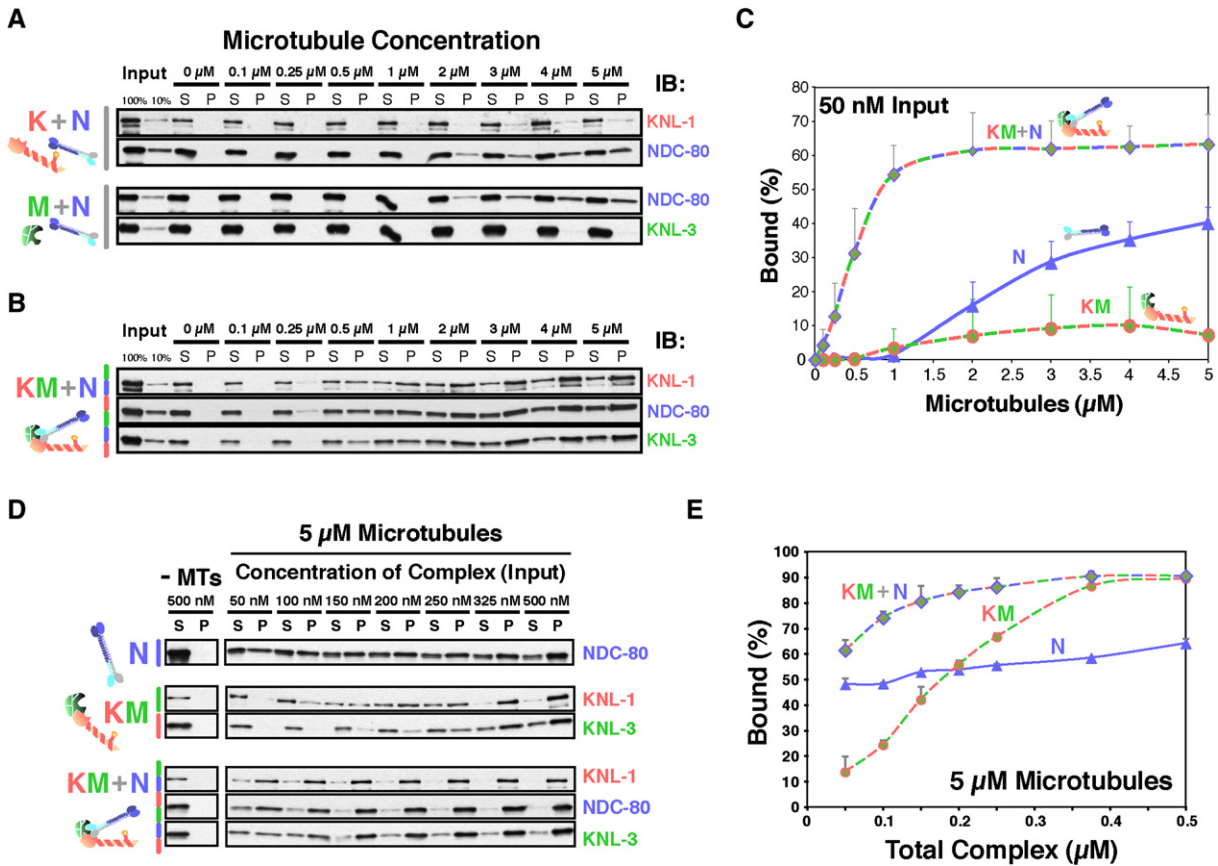 A
Microtubule Concentration
Input 0 µM 0.1 µM 0.25 µM 0.5 µM 1 µM 2 µM 3 µM 4 µM 5 µM IB:
100% 10% S P S P S P S P S P S P S P S P S P
K+N
KNL-1
NDC-80
M+N
NDC-80
KNL-3
B
Input 0 µM 0.1 µM 0.25 µM 0.5 µM 1 µM 2 µM 3 µM 4 µM 5 µM IB:
100% 10% S P S P S P S P S P S P S P S P S P
KM+N
KNL-1
NDC-80
KNL-3
C
50 nM Input
KM+N
N
KM
Bound (%)
80
70
60
50
40
30
20
10
0
0 0.5 1 1.5 2 2.5 3 3.5 4 4.5 5
Microtubules (µM)
D
5 µM Microtubules
- MTs
Concentration of Complex (Input)
500 nM 50 nM 100 nM 150 nM 200 nM 250 nM 325 nM 500 nM
S P S P S P S P S P S P S P S P
N
NDC-80
KM
KNL-1
KNL-3
KM+N
KNL-1
NDC-80
KNL-3
E
KM+N
KM
N
5 µM Microtubules
Bound (%)
100
90
80
70
60
50
40
30
20
10
0
0 0.1 0.2 0.3 0.4 0.5
Total Complex (µM)